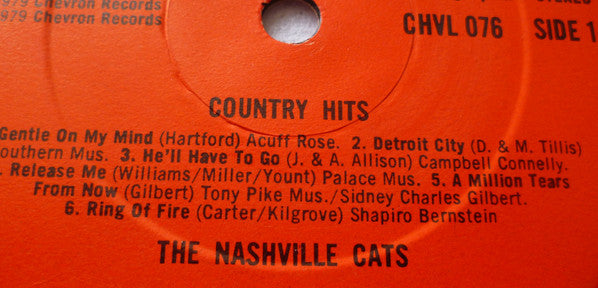 979 Chevron Records
979 Chevron Records
CHVL 076 SIDE 1
COUNTRY HITS
Gentle On My Mind (Hartford) Acuff Rose. 2. Detroit City (D. & M. Tillis)
outhern Mus. 3. He'll Have To Go (J. & A. Allison) Campbell Connelly.
. Release Me (Williams/Miller/Yount) Palace Mus. 5. A Million Tears
From Now (Gilbert) Tony Pike Mus./Sidney Charles Gilbert.
6. Ring Of Fire (Carter/Kilgrove) Shapiro Bernstein
THE NASHVILLE CATS